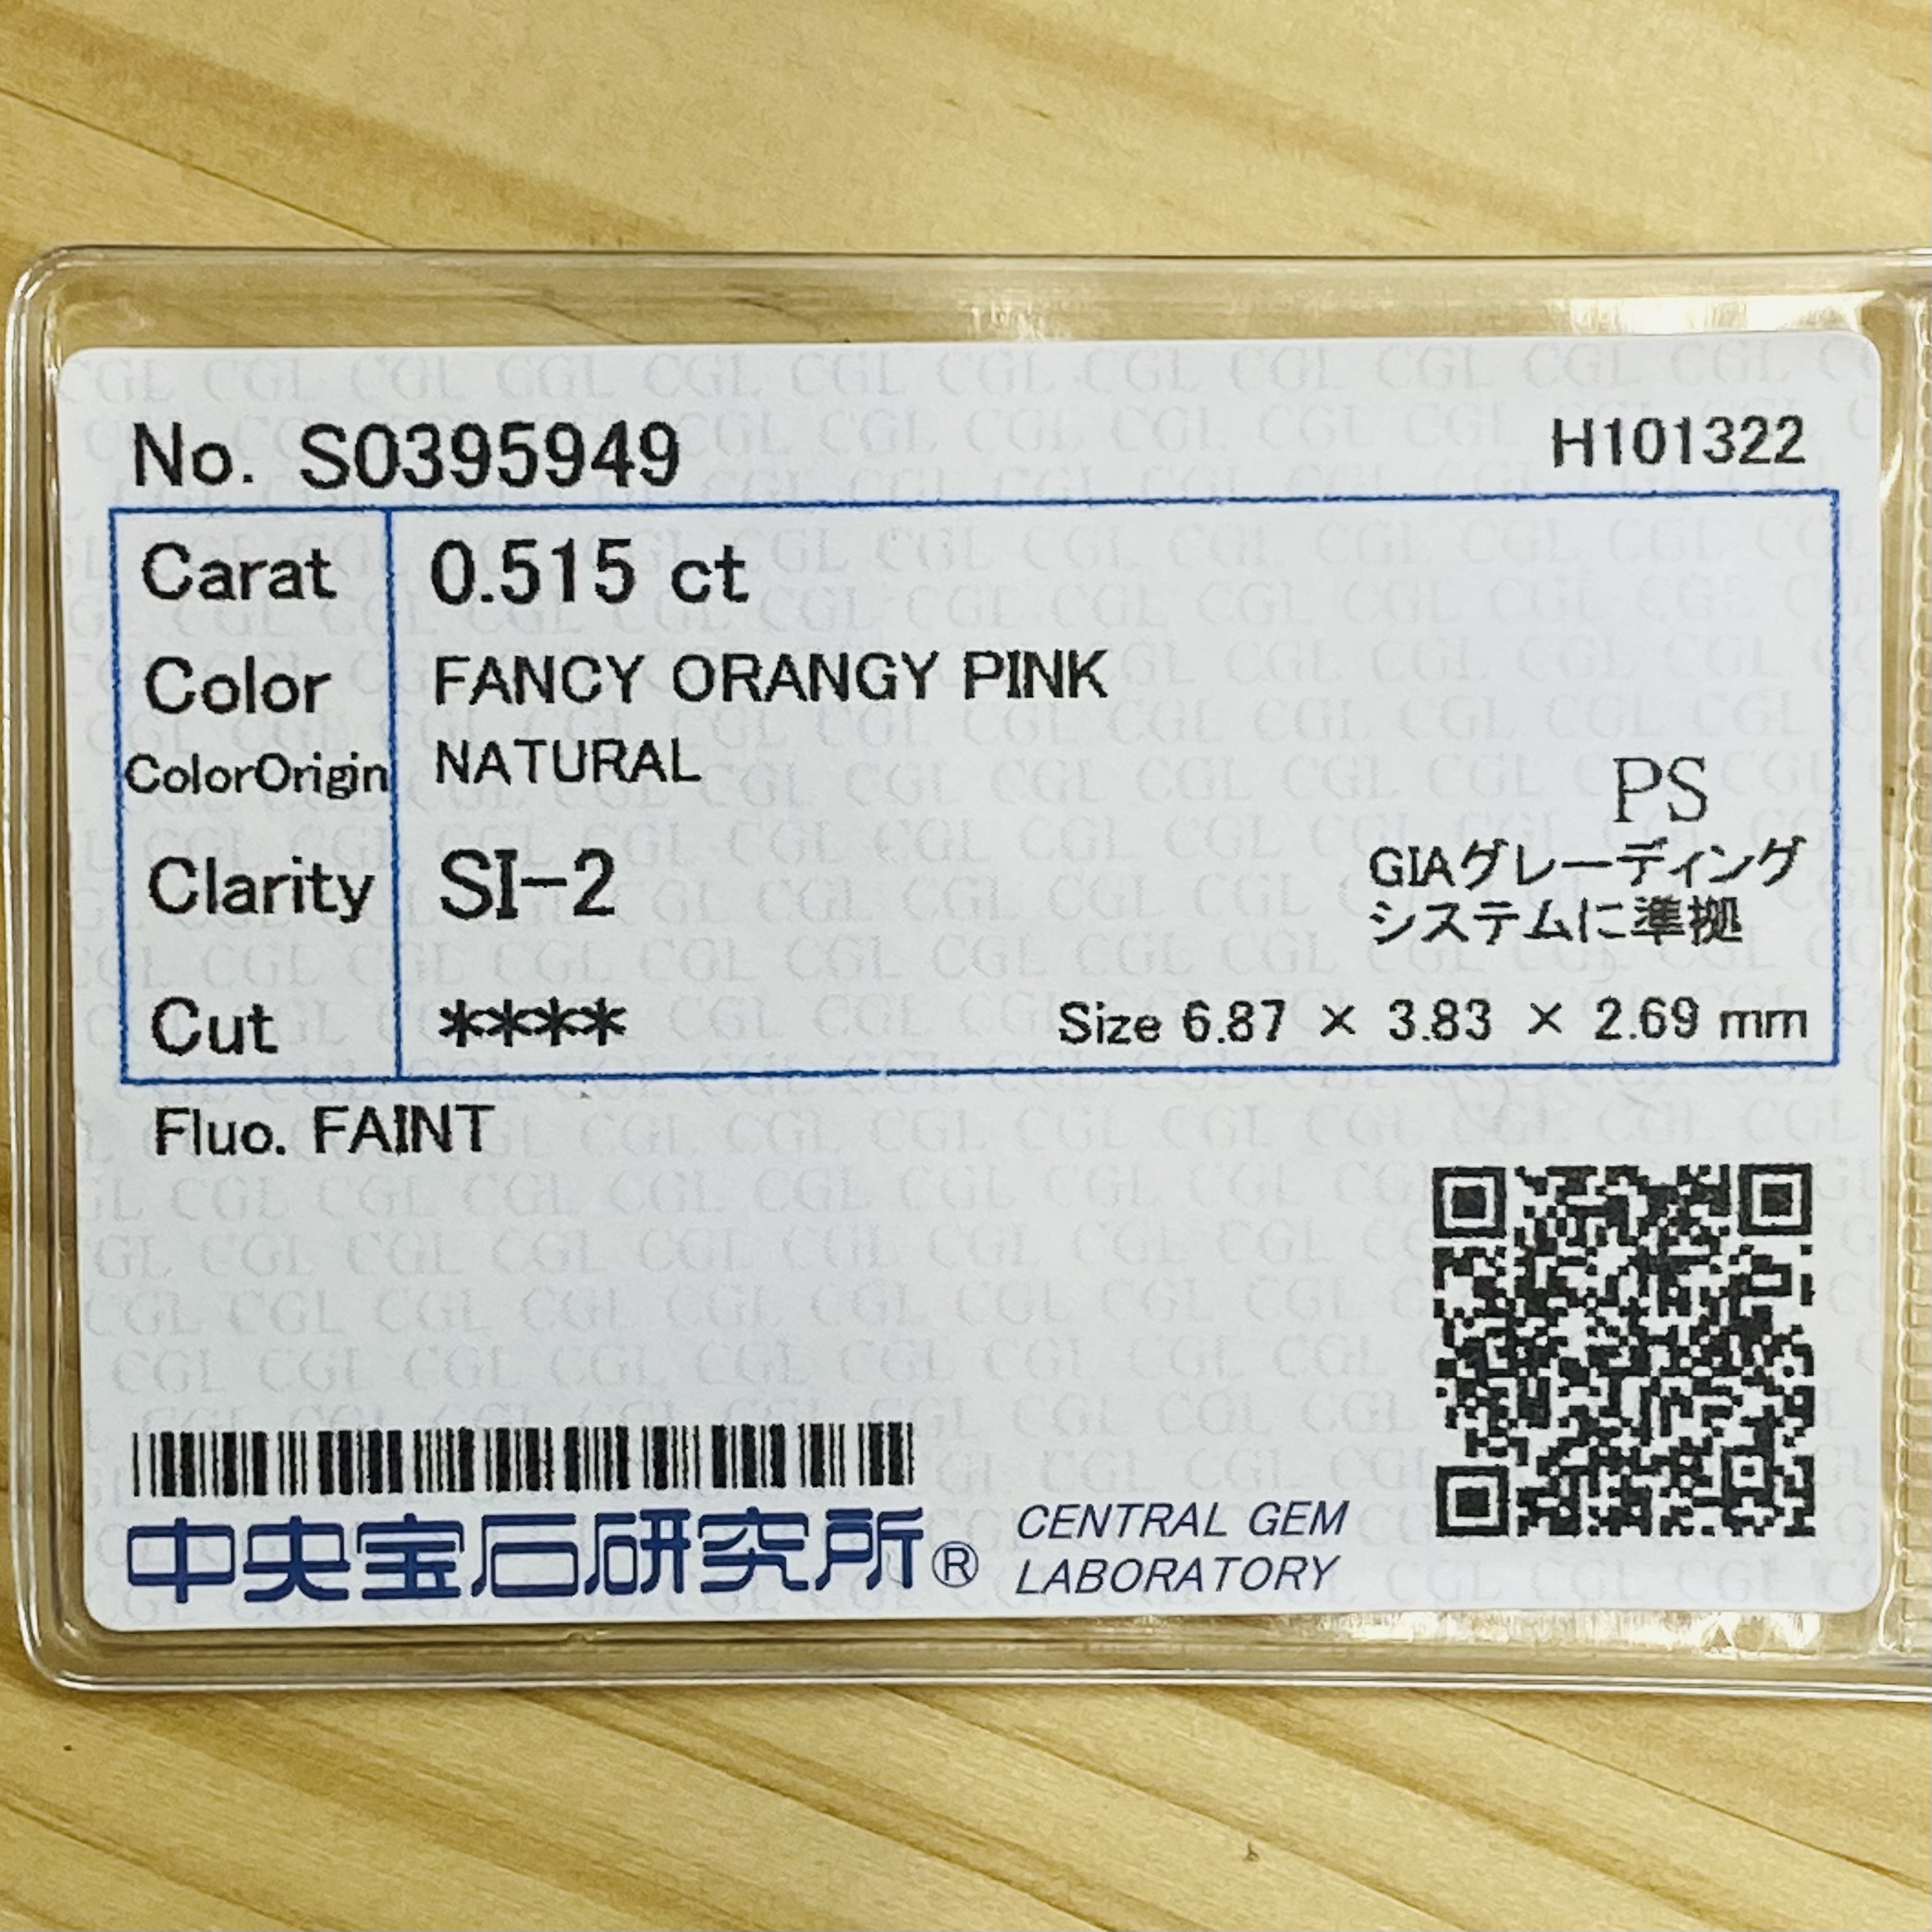 No. S0395949 H101322
Carat 0.515 ct
Color FANCY ORANGY PINK
ColorOrigin NATURAL
PS
Clarity SI-2
GIAグレーディング
システムに準拠
Cut **** Size 6.87 × 3.83 × 2.69 mm
Fluo. FAINT
中央宝石研究所® CENTRAL GEM
LABORATORY